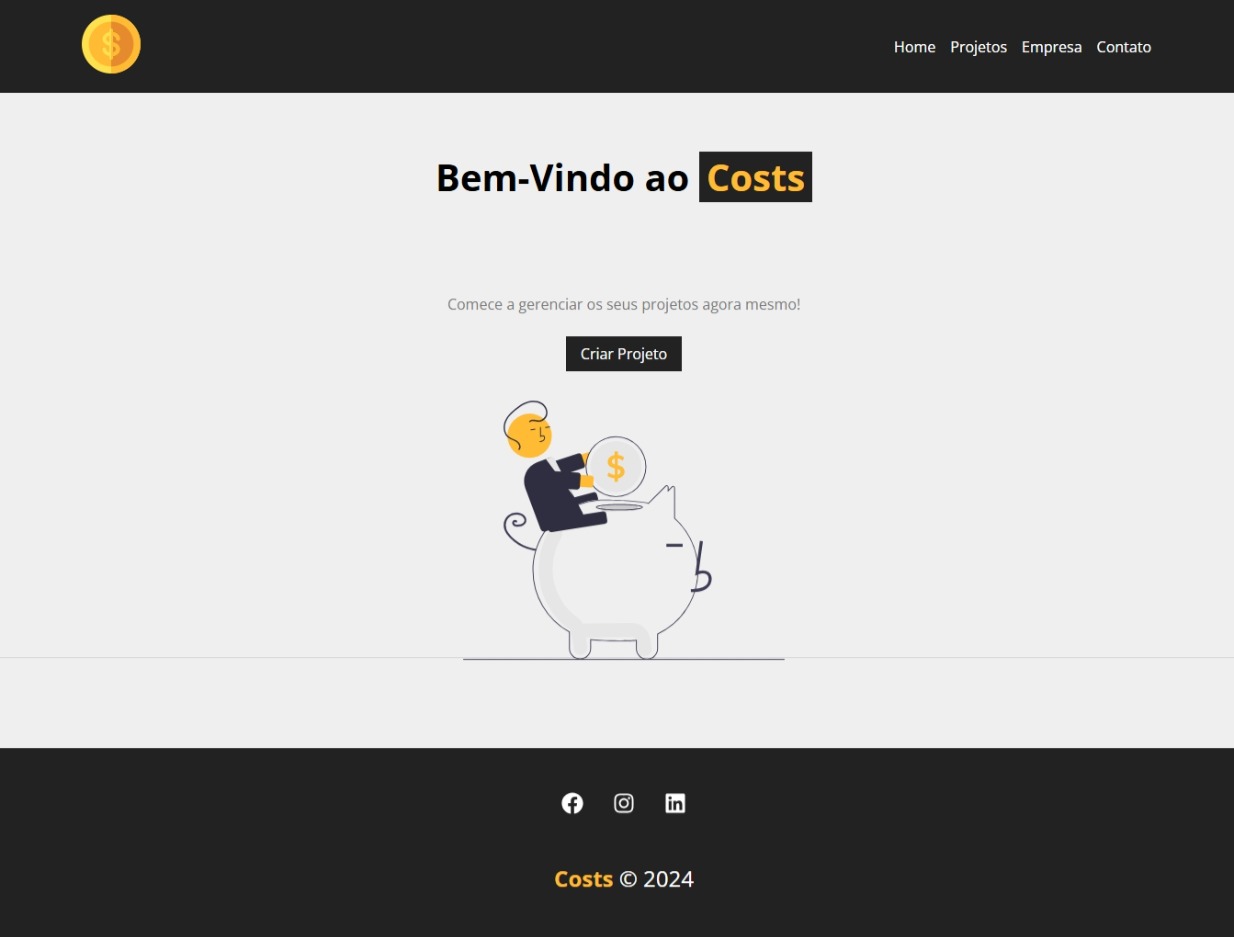 $
Home Projetos Empresa Contato
Bem-Vindo ao Costs
Comece a gerenciar os seus projetos agora mesmo!
Criar Projeto
$
Costs © 2024